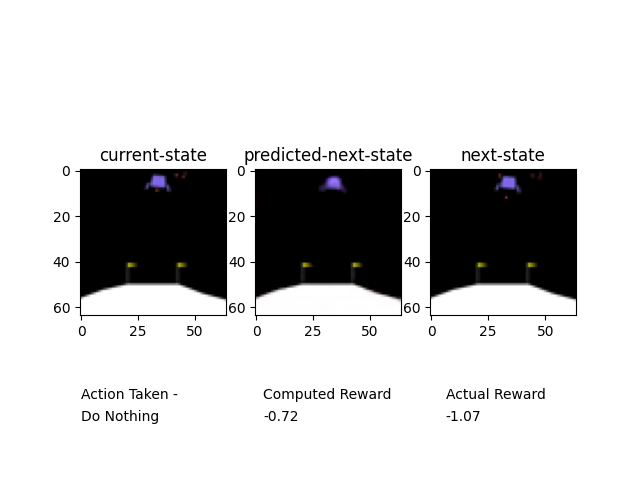 current-state predicted-next-state next-state
0 0 0
20 20 20
40 40 40
60 60 60
0 25 50 0 25 50 0 25 50
Action Taken - Computed Reward Actual Reward
Do Nothing -0.72 -1.07